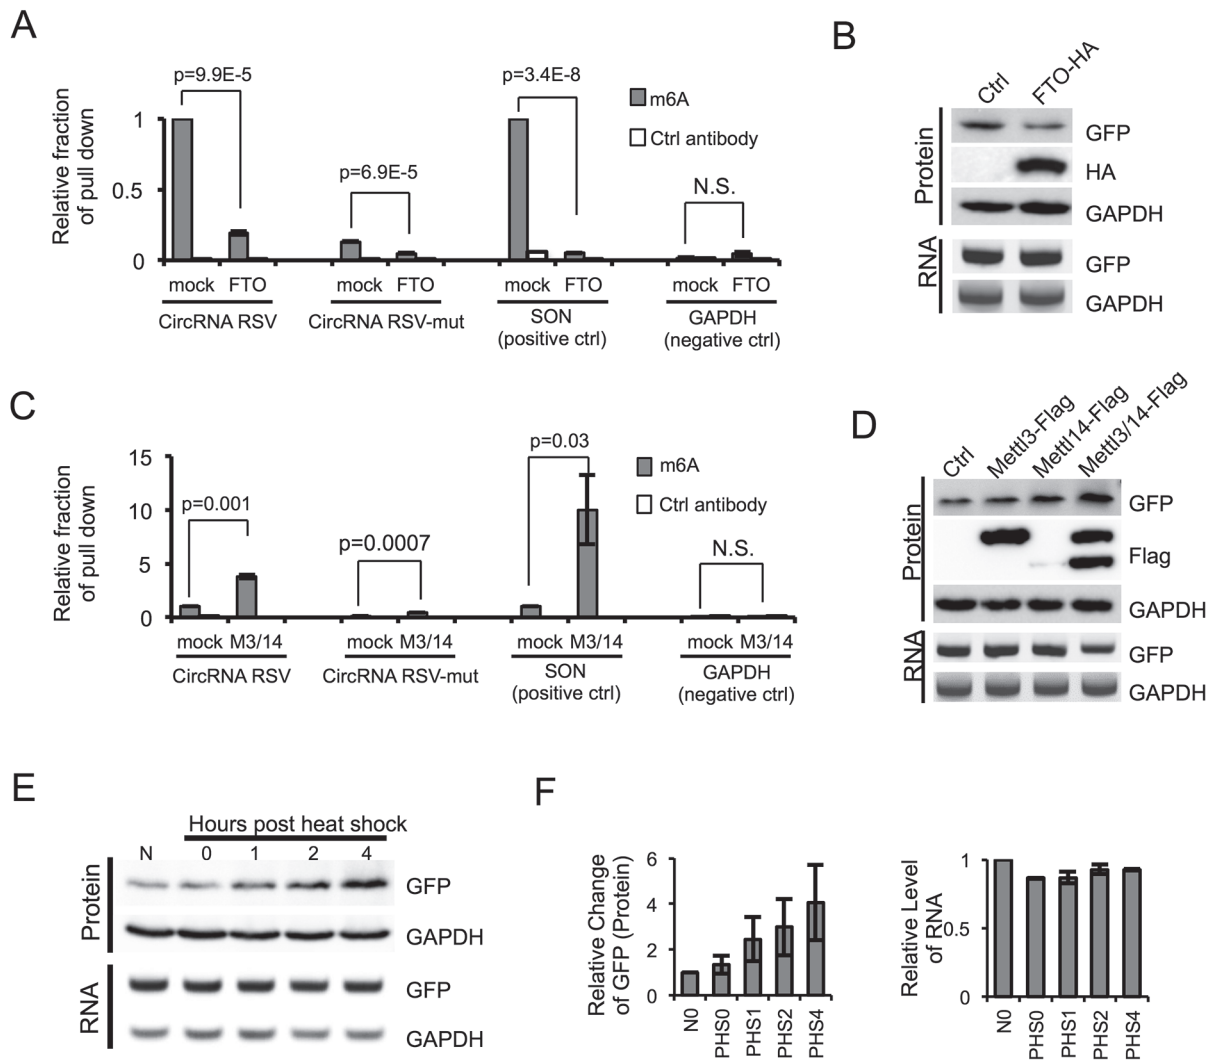 A
p=9.9E-5
p=3.4E-8
m6A
Ctrl antibody
p=6.9E-5
N.S.
Relative fraction
of pull down
1
0.5
0
mock FTO
mock FTO
mock FTO
mock FTO
CircRNA RSV
CircRNA RSV-mut
SON
(positive ctrl)
GAPDH
(negative ctrl)
B
Ctrl
FTO-HA
Protein
GFP
HA
GAPDH
RNA
GFP
GAPDH
C
p=0.03
m6A
Ctrl antibody
p=0.001
p=0.0007
N.S.
Relative fraction
of pull down
15
10
5
0
mock M3/14
mock M3/14
mock M3/14
mock M3/14
CircRNA RSV
CircRNA RSV-mut
SON
(positive ctrl)
GAPDH
(negative ctrl)
D
Ctrl
Mettl3-Flag
Mettl14-Flag
Mettl3/14-Flag
Protein
GFP
Flag
GAPDH
RNA
GFP
GAPDH
E
Hours post heat shock
N 0 1 2 4
Protein
GFP
GAPDH
RNA
GFP
GAPDH
F
Relative Change
of GFP (Protein)
6
4
2
0
N0 PHS0 PHS1 PHS2 PHS4
Relative Level
of RNA
1
0.5
0
N0 PHS0 PHS1 PHS2 PHS4